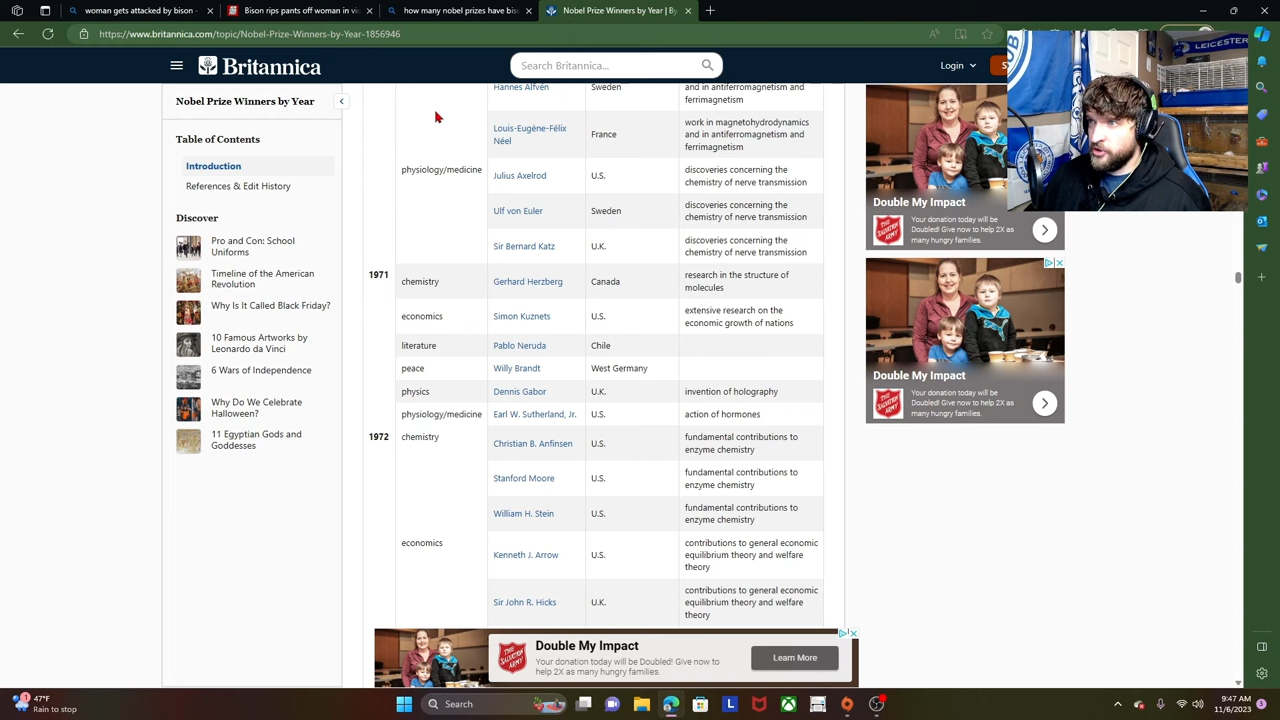 woman gets attacked by bison
Bison rips pants off woman in vi
how many nobel prizes have bis
Nobel Prize Winners by Year | By
https://www.britannica.com/topic/Nobel-Prize-Winners-by-Year-1856946
Britannica
Search Britannica...
Login
LEICESTER
Nobel Prize Winners by Year
Table of Contents
Introduction
References & Edit History
Discover
Pro and Con: School
Uniforms
Timeline of the American
Revolution
Why Is It Called Black Friday?
10 Famous Artworks by
Leonardo da Vinci
6 Wars of Independence
Why Do We Celebrate
Halloween?
11 Egyptian Gods and
Goddesses
Hannes Alfvén Sweden and in antiferromagnetism and
ferrimagnetism
Louis-Eugène-Félix
Néel France work in magnetohydrodynamics
and in antiferromagnetism and
ferrimagnetism
physiology/medicine Julius Axelrod U.S. discoveries concerning the
chemistry of nerve transmission
Ulf von Euler Sweden discoveries concerning the
chemistry of nerve transmission
Sir Bernard Katz U.K. discoveries concerning the
chemistry of nerve transmission
1971 chemistry Gerhard Herzberg Canada research in the structure of
molecules
economics Simon Kuznets U.S. extensive research on the
economic growth of nations
literature Pablo Neruda Chile
peace Willy Brandt West Germany
physics Dennis Gabor U.K. invention of holography
physiology/medicine Earl W. Sutherland, Jr. U.S. action of hormones
1972 chemistry Christian B. Anfinsen U.S. fundamental contributions to
enzyme chemistry
Stanford Moore U.S. fundamental contributions to
enzyme chemistry
William H. Stein U.S. fundamental contributions to
enzyme chemistry
economics Kenneth J. Arrow U.S. contributions to general economic
equilibrium theory and welfare
theory
Sir John R. Hicks U.K. contributions to general economic
equilibrium theory and welfare
theory
Double My Impact
Your donation today will be
Doubled! Give now to help 2X as
many hungry families.
Double My Impact
Your donation today will be
Doubled! Give now to help 2X as
many hungry families.
Double My Impact
Your donation today will be Doubled! Give now to
help 2X as many hungry families.
Learn More
47°F
Rain to stop
Search
9:47 AM
11/6/2023